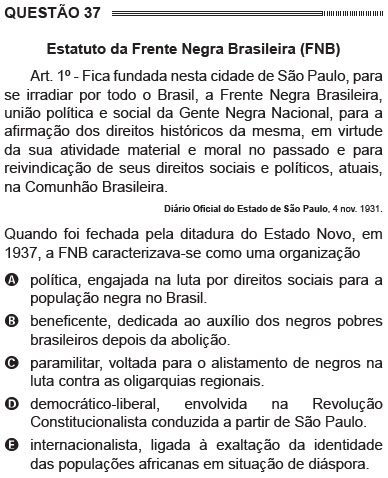 QUESTÃO 37
Estatuto da Frente Negra Brasileira (FNB)
Art. 1º - Fica fundada nesta cidade de São Paulo, para
se irradiar por todo o Brasil, a Frente Negra Brasileira,
união política e social da Gente Negra Nacional, para a
afirmação dos direitos históricos da mesma, em virtude
da sua atividade material e moral no passado e para
reivindicação de seus direitos sociais e políticos, atuais,
na Comunhão Brasileira.
Diário Oficial do Estado de São Paulo, 4 nov. 1931.
Quando foi fechada pela ditadura do Estado Novo, em
1937, a FNB caracterizava-se como uma organização
A política, engajada na luta por direitos sociais para a
população negra no Brasil.
B beneficente, dedicada ao auxílio dos negros pobres
brasileiros depois da abolição.
C paramilitar, voltada para o alistamento de negros na
luta contra as oligarquias regionais.
D democrático-liberal, envolvida na Revolução
Constitucionalista conduzida a partir de São Paulo.
E internacionalista, ligada à exaltação da identidade
das populações africanas em situação de diáspora.